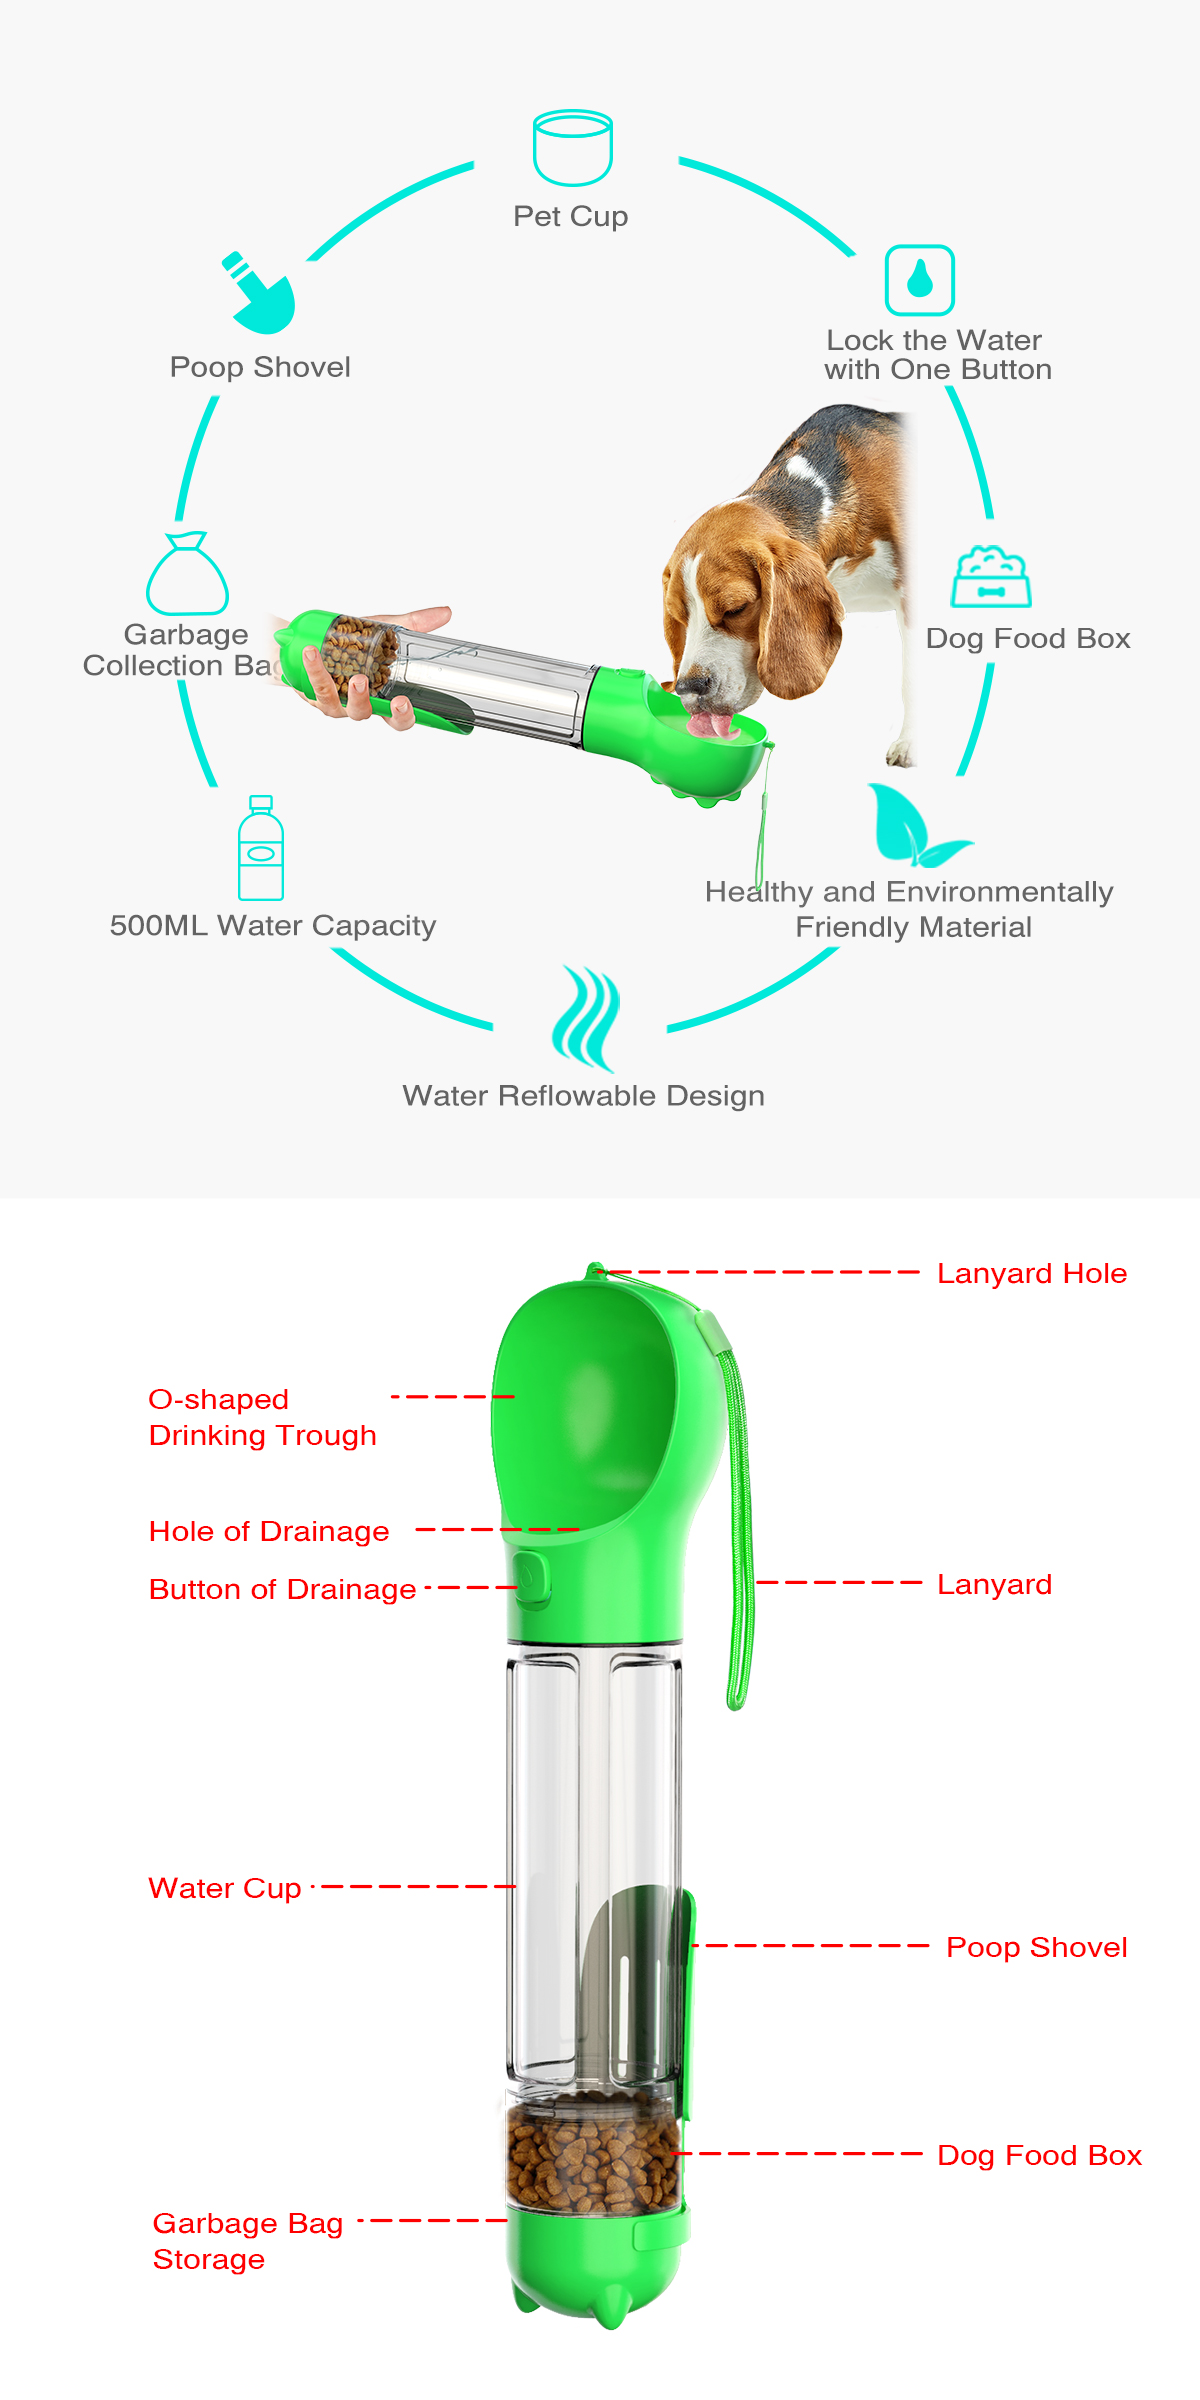 Pet Cup
Lock the Water
with One Button
Poop Shovel
Garbage
Collection Bag
Dog Food Box
500ML Water Capacity
Healthy and Environmentally
Friendly Material
Water Reflowable Design
Lanyard Hole
O-shaped
Drinking Trough
Hole of Drainage
Button of Drainage
Lanyard
Water Cup
Poop Shovel
Dog Food Box
Garbage Bag
Storage